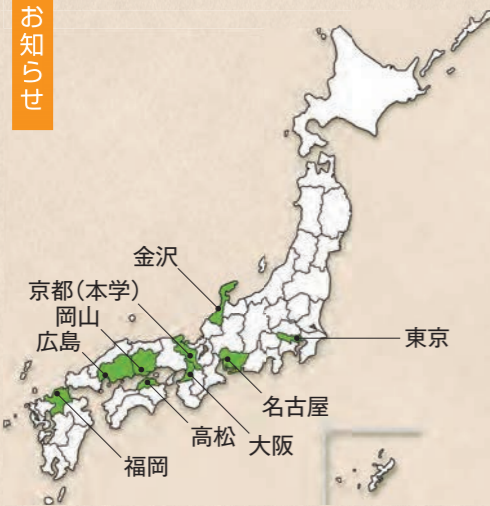 お知らせ
金沢
京都(本学)
岡山
広島
東京
名古屋
高松
大阪
福岡